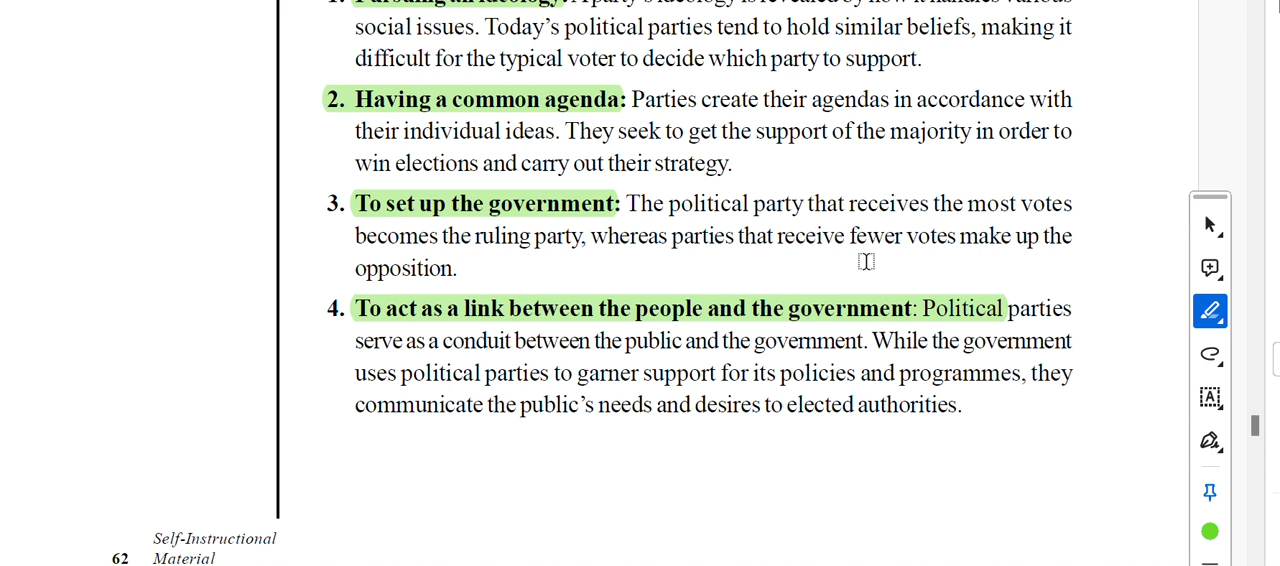 social issues. Today's political parties tend to hold similar beliefs, making it
difficult for the typical voter to decide which party to support.
2. Having a common agenda: Parties create their agendas in accordance with
their individual ideas. They seek to get the support of the majority in order to
win elections and carry out their strategy.
3. To set up the government: The political party that receives the most votes
becomes the ruling party, whereas parties that receive fewer votes make up the
opposition.
4. To act as a link between the people and the government: Political parties
serve as a conduit between the public and the government. While the government
uses political parties to garner support for its policies and programmes, they
communicate the public's needs and desires to elected authorities.
Self-Instructional
62 Material